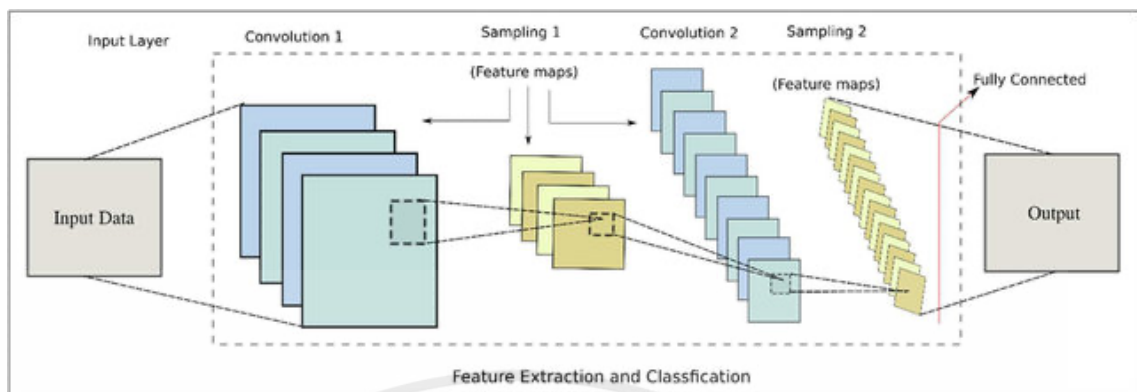 Input Layer
Convolution 1
Sampling 1
Convolution 2
Sampling 2
(Feature maps)
(Feature maps)
Fully Connected
Input Data
Output
Feature Extraction and Classfication